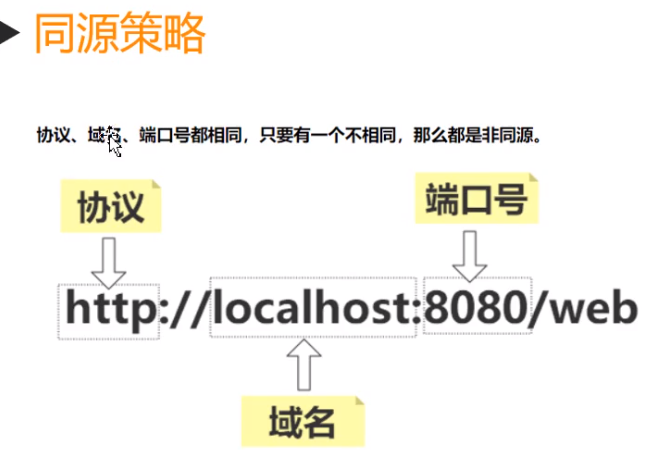 同源策略
协议、域名、端口号都相同，只要有一个不相同，那么都是非同源。
协议
端口号
http://localhost:8080/web
域名